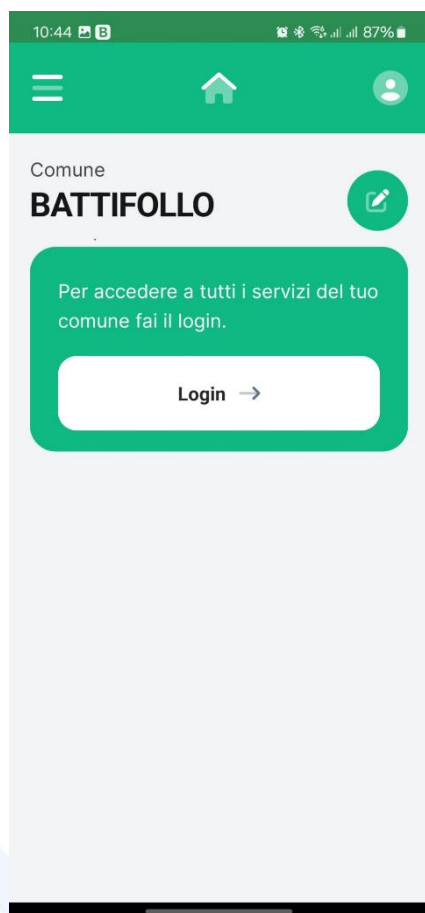 10:44 B 87%
Comune
BATTIFOLLO
Per accedere a tutti i servizi del tuo
comune fai il login.
Login →